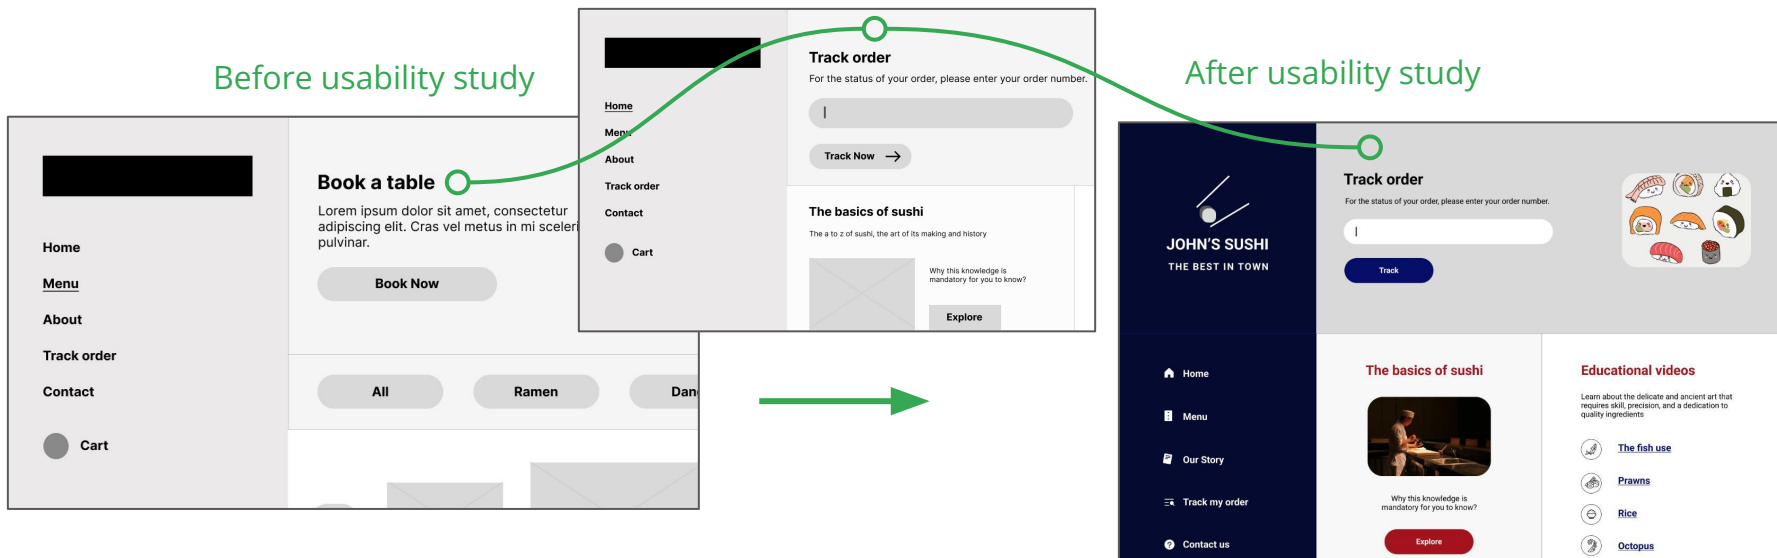 Before usability study
Home
Menu
About
Track order
Contact
Cart
Book a table
Lorem ipsum dolor sit amet, consectetur
adipiscing elit. Cras vel metus in mi sceleri
pulvinar.
Book Now
All
Ramen
Home
Menu
About
Track order
Contact
Cart
Track order
For the status of your order, please enter your order number.
Track Now
The basics of sushi
The a to z of sushi, the art of its making and history
Why this knowledge is
mandatory for you to know?
Explore
After usability study
JOHN'S SUSHI
THE BEST IN TOWN
Home
Menu
Our Story
Track my order
Contact us
Track order
For the status of your order, please enter your order number.
Track
The basics of sushi
Why this knowledge is
mandatory for you to know?
Explore
Educational videos
Learn about the delicate and ancient art that
requires skill, precision, and a dedication to
quality ingredients
The fish use
Prawns
Rice
Octopus